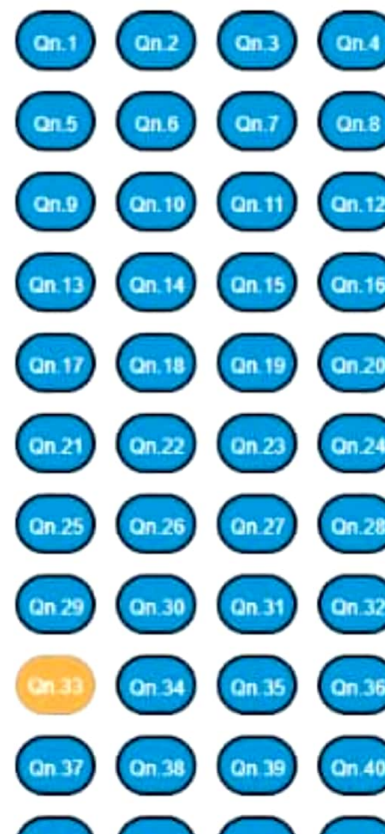 Qn.1 Qn.2 Qn.3 Qn.4
Qn.5 Qn.6 Qn.7 Qn.8
Qn.9 Qn.10 Qn.11 Qn.12
Qn.13 Qn.14 Qn.15 Qn.16
Qn.17 Qn.18 Qn.19 Qn.20
Qn.21 Qn.22 Qn.23 Qn.24
Qn.25 Qn.26 Qn.27 Qn.28
Qn.29 Qn.30 Qn.31 Qn.32
Qn.33 Qn.34 Qn.35 Qn.36
Qn.37 Qn.38 Qn.39 Qn.40